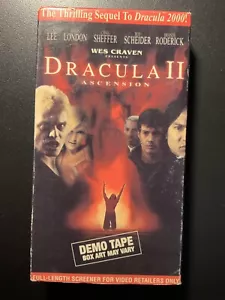 The Thrilling Sequel To Dracula 2000!
LEE LONDON SHEFFER SCHEIDER RODERICK
WES CRAVEN
PRESENTS
DRACULA II
ASCENSION
DEMO TAPE
BOX ART MAY VARY
FULL-LENGTH SCREENER FOR VIDEO RETAILERS ONLY